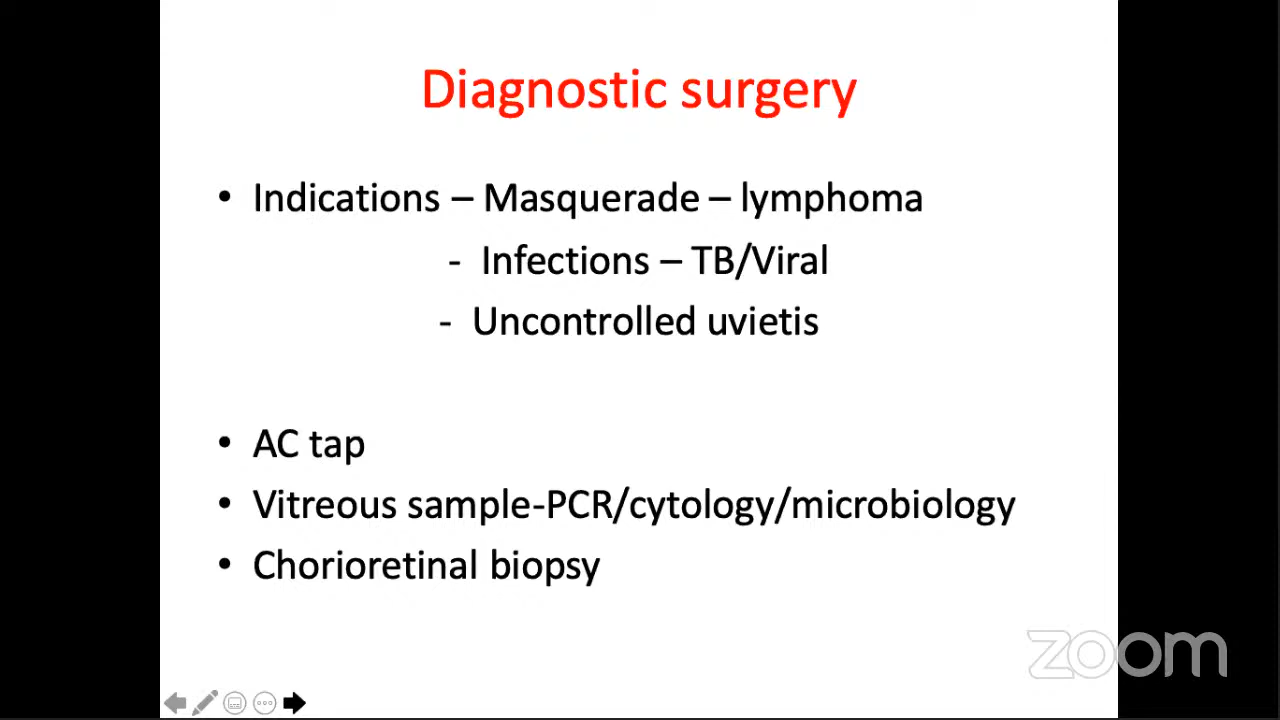 Diagnostic surgery
• Indications – Masquerade – lymphoma
- Infections – TB/Viral
- Uncontrolled uvietis
• AC tap
• Vitreous sample-PCR/cytology/microbiology
• Chorioretinal biopsy
zoom